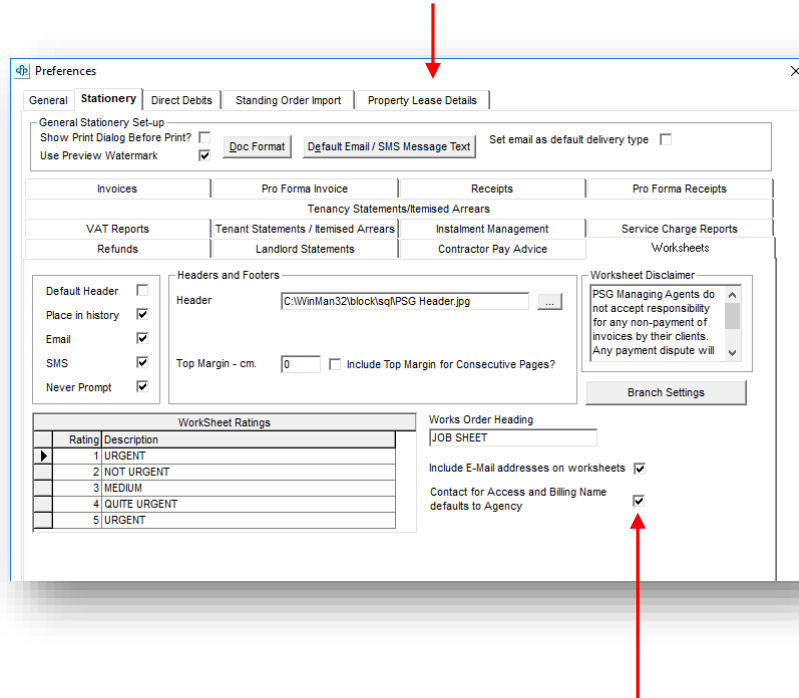 Preferences
General Stationery Direct Debits Standing Order Import Property Lease Details
General Stationery Set-up
Show Print Dialog Before Print?
Use Preview Watermark
Doc Format
Default Email / SMS Message Text
Set email as default delivery type
Invoices Pro Forma Invoice Receipts Pro Forma Receipts
Tenancy Statements/Itemised Arrears
VAT Reports Tenant Statements / Itemised Arrears Instalment Management Service Charge Reports
Refunds Landlord Statements Contractor Pay Advice Worksheets
Default Header
Place in history
Email
SMS
Never Prompt
Headers and Footers
Header C:\WinMan32\block\sql\PSG Header.jpg ...
Top Margin - cm. 0 Include Top Margin for Consecutive Pages?
Worksheet Disclaimer
PSG Managing Agents do
not accept responsibility
for any non-payment of
invoices by their clients.
Any payment dispute will
Branch Settings
WorkSheet Ratings
Rating Description
1 URGENT
2 NOT URGENT
3 MEDIUM
4 QUITE URGENT
5 URGENT
Works Order Heading
JOB SHEET
Include E-Mail addresses on worksheets
Contact for Access and Billing Name
defaults to Agency